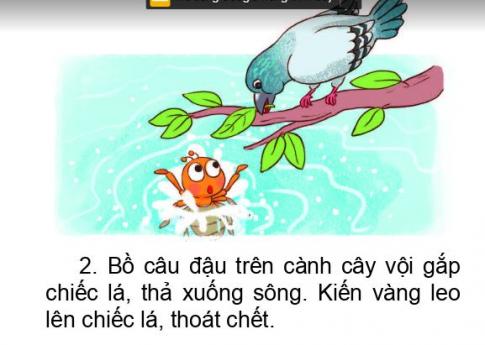 2. Bồ câu đậu trên cành cây vội gắp
chiếc lá, thả xuống sông. Kiến vàng leo
lên chiếc lá, thoát chết.